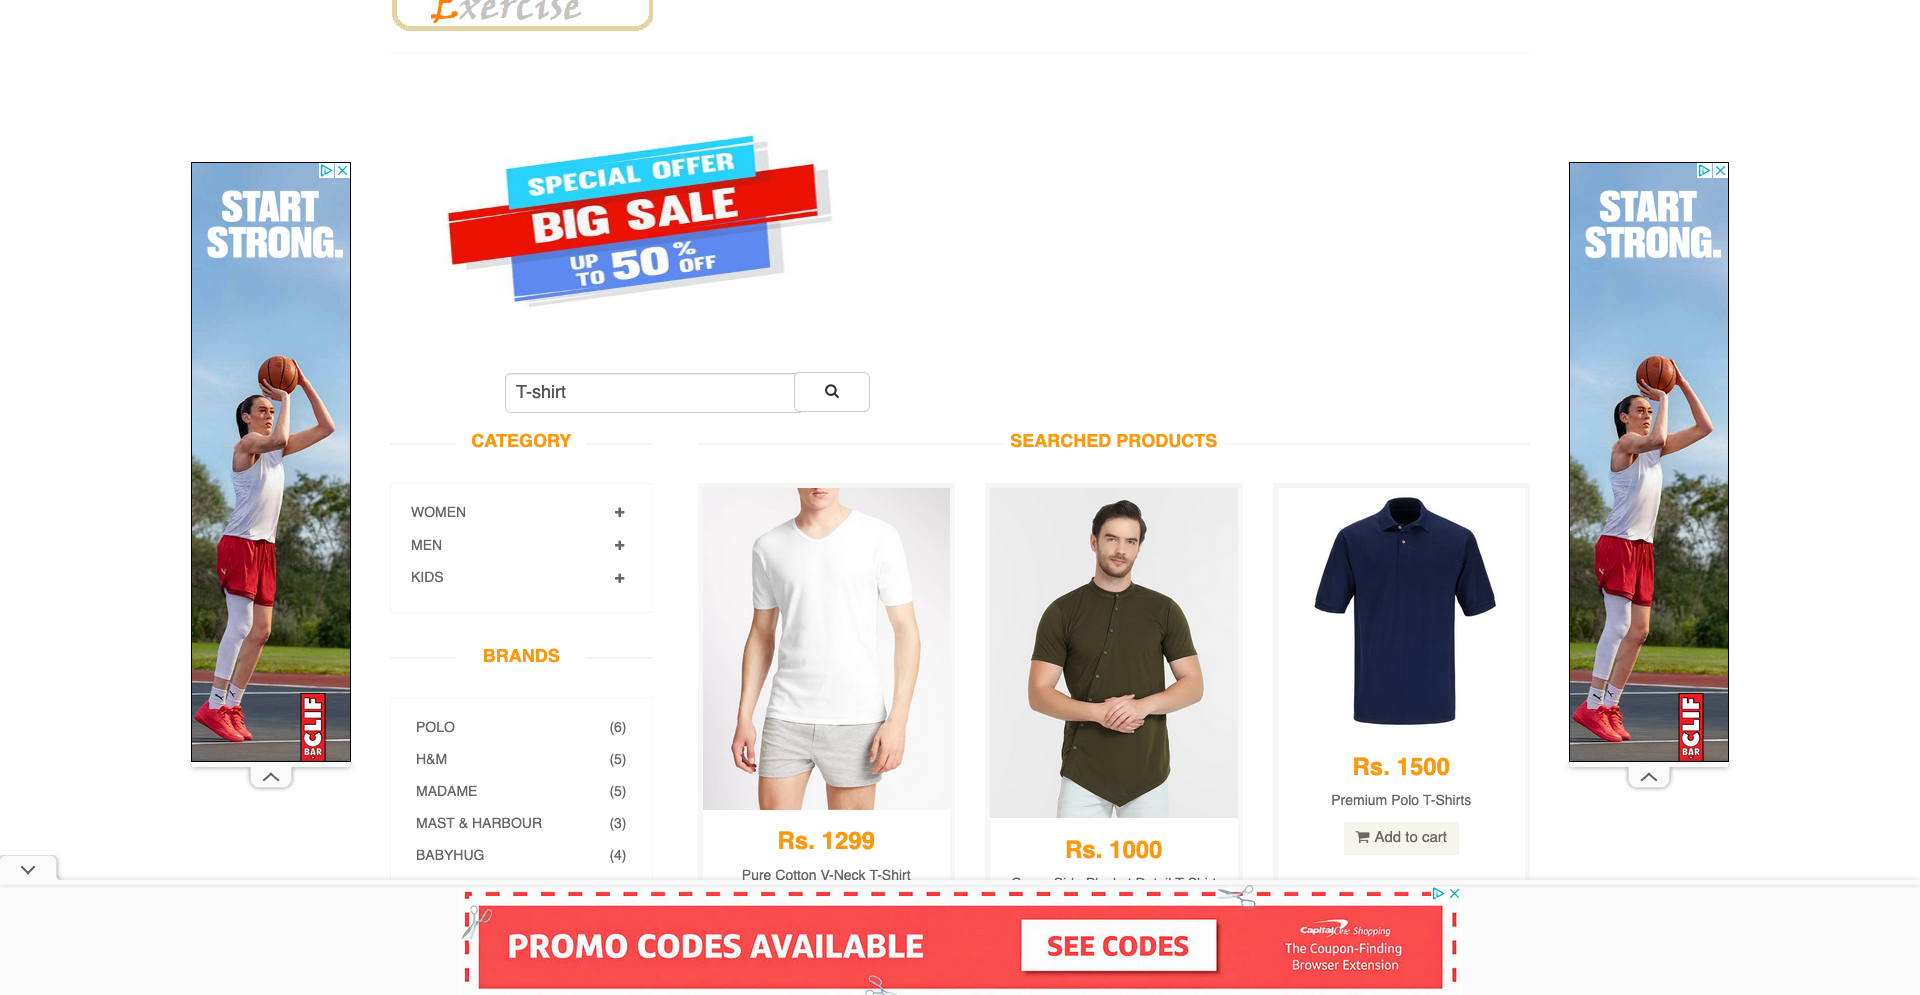 Exercise
START
STRONG.
CLIF
BAR
SPECIAL OFFER
BIG SALE
UP TO 50% OFF
START
STRONG.
CLIF
BAR
T-shirt
CATEGORY
WOMEN
MEN
KIDS
BRANDS
POLO (6)
H&M (5)
MADAME (5)
MAST & HARBOUR (3)
BABYHUG (4)
SEARCHED PRODUCTS
Rs. 1299
Pure Cotton V-Neck T-Shirt
Rs. 1000
Rs. 1500
Premium Polo T-Shirts
Add to cart
PROMO CODES AVAILABLE
SEE CODES
Capital One Shopping
The Coupon-Finding
Browser Extension